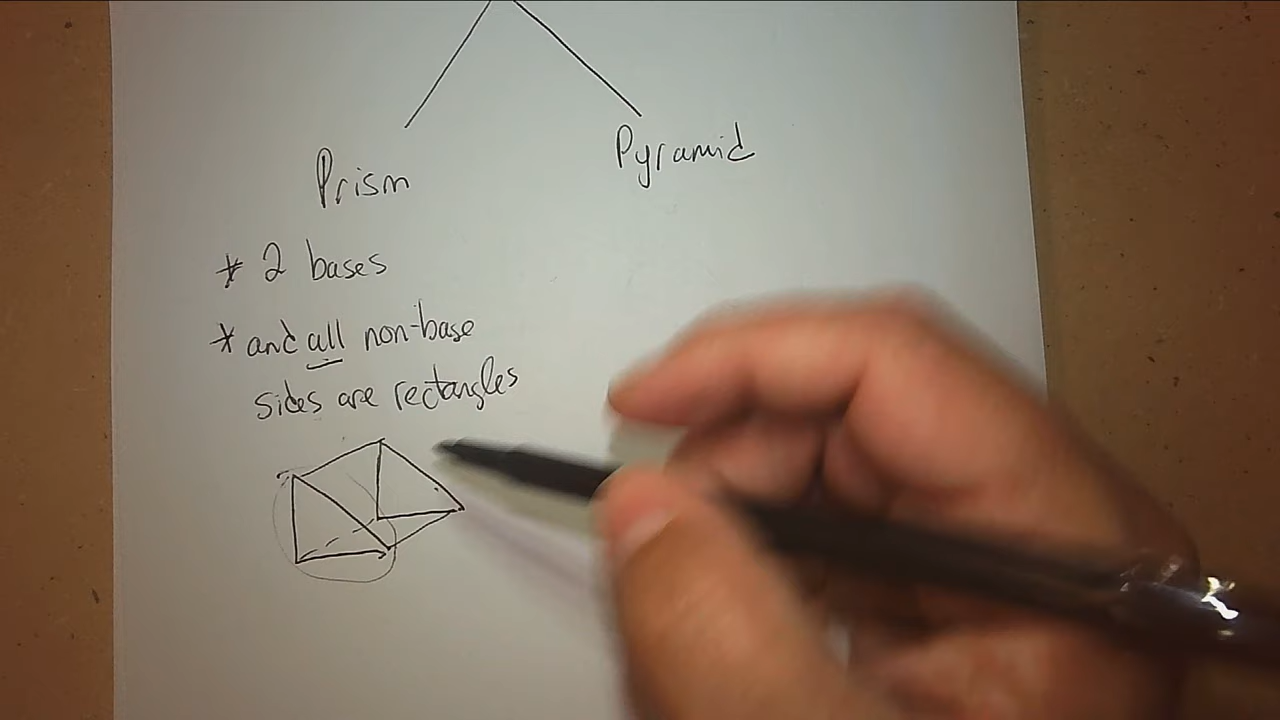 Prism
Pyramid
* 2 bases
* and all non-base
sides are rectangles